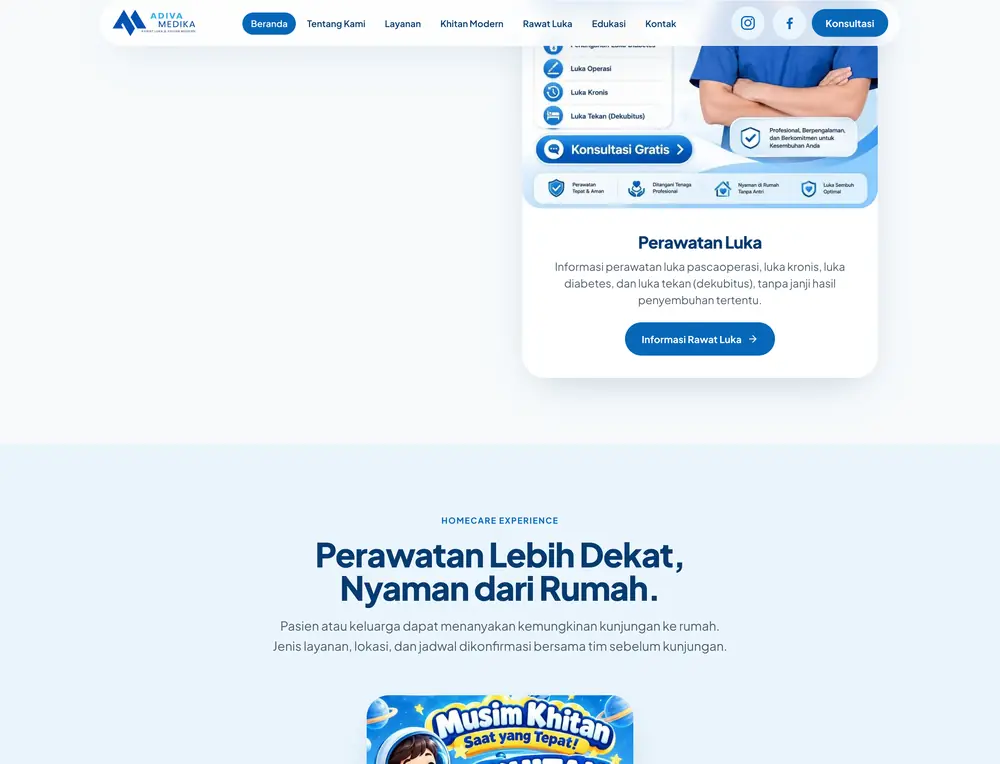 ADIVA
MEDIKA
Beranda
Tentang Kami
Layanan
Khitan Modern
Rawat Luka
Edukasi
Kontak
Konsultasi
Luka Operasi
Luka Kronis
Luka Tekan (Dekubitus)
Konsultasi Gratis
Profesional, Berpengalaman,
dan Berkomitmen untuk
Kesembuhan Anda
Perawatan
Tepat & Aman
Ditangani Tenaga
Profesional
Nyaman di Rumah
Tanpa Antri
Luka Sembuh
Optimal
Perawatan Luka
Informasi perawatan luka pascaoperasi, luka kronis, luka
diabetes, dan luka tekan (dekubitus), tanpa janji hasil
penyembuhan tertentu.
Informasi Rawat Luka
HOMECARE EXPERIENCE
Perawatan Lebih Dekat,
Nyaman dari Rumah.
Pasien atau keluarga dapat menanyakan kemungkinan kunjungan ke rumah.
Jenis layanan, lokasi, dan jadwal dikonfirmasi bersama tim sebelum kunjungan.
Musim Khitan
Saat yang Tepat!